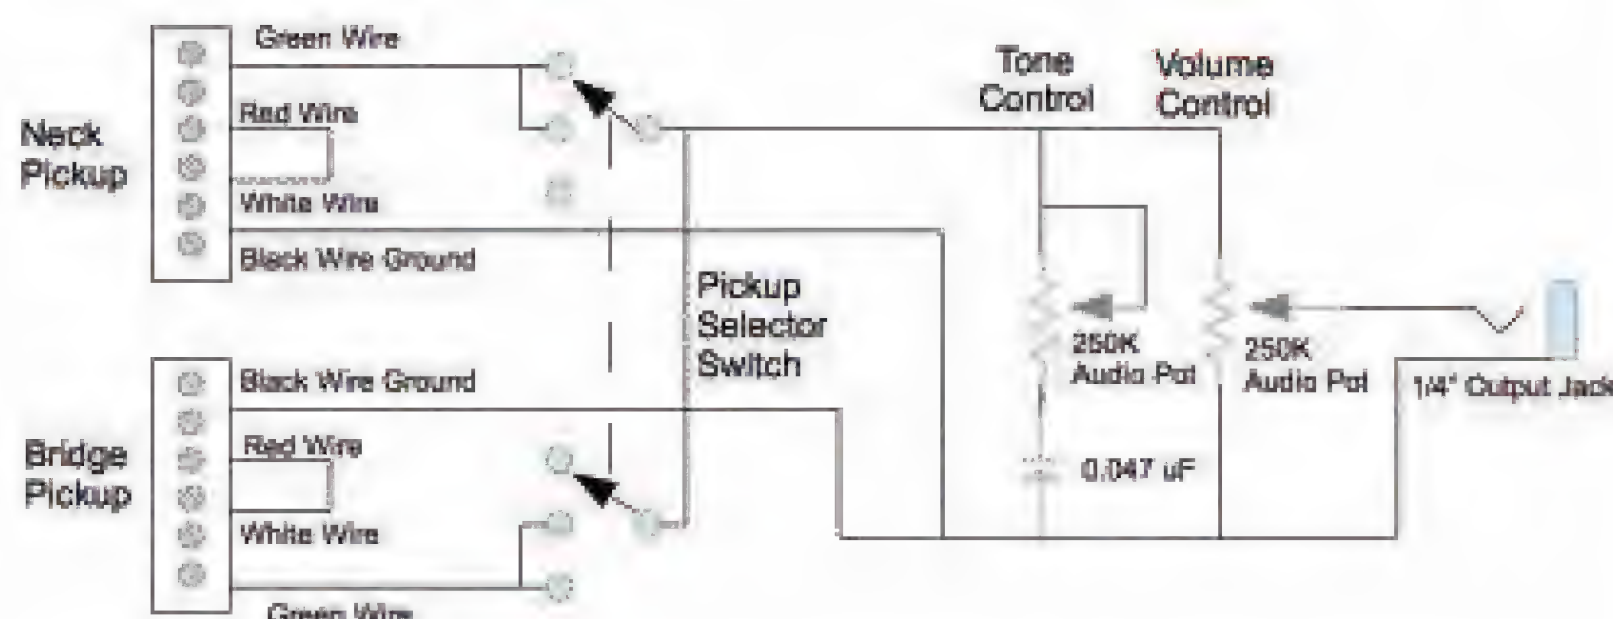 Green Wire
Red Wire
Neck
Pickup
White Wire
Black Wire Ground
Tone
Control
Volume
Control
Pickup
Selector
Switch
250K
Audio Pot
250K
Audio Pot
1/4" Output Jack
Black Wire Ground
Red Wire
Bridge
Pickup
White Wire
Green Wire
0.047 uF